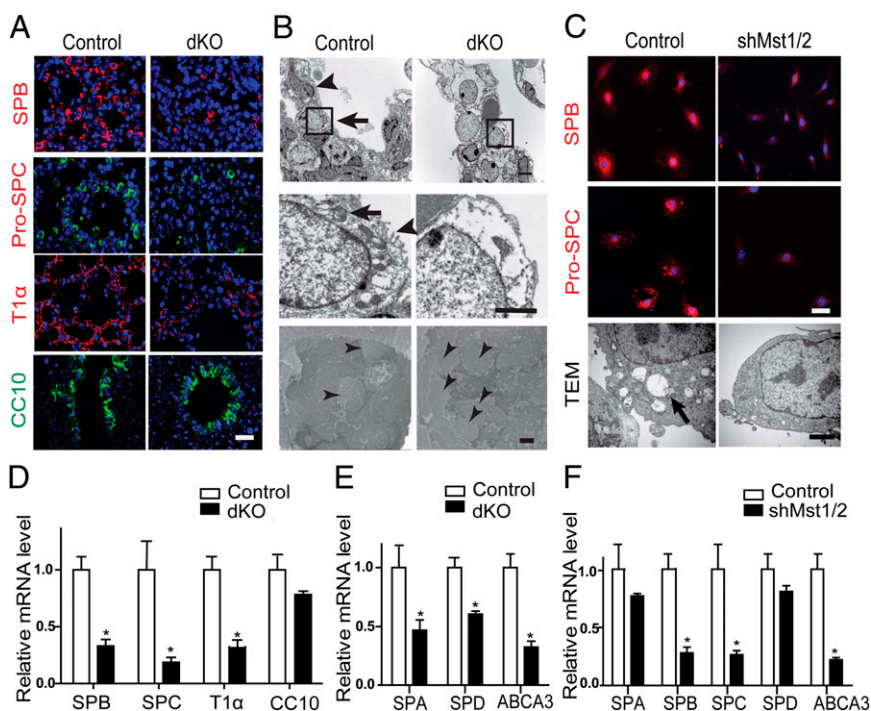 A
Control
dKO
SPB
Pro-SPC
T1α
CC10
B
Control
dKO
C
Control
shMst1/2
SPB
Pro-SPC
TEM
D
Control
dKO
Relative mRNA level
1.0
0.5
0
*
*
*
SPB
SPC
T1α
CC10
E
Control
dKO
Relative mRNA level
1.0
0.5
0.0
*
*
*
SPA
SPD
ABCA3
F
Control
shMst1/2
Relative mRNA level
1.0
0.5
0.0
*
*
*
SPA
SPB
SPC
SPD
ABCA3